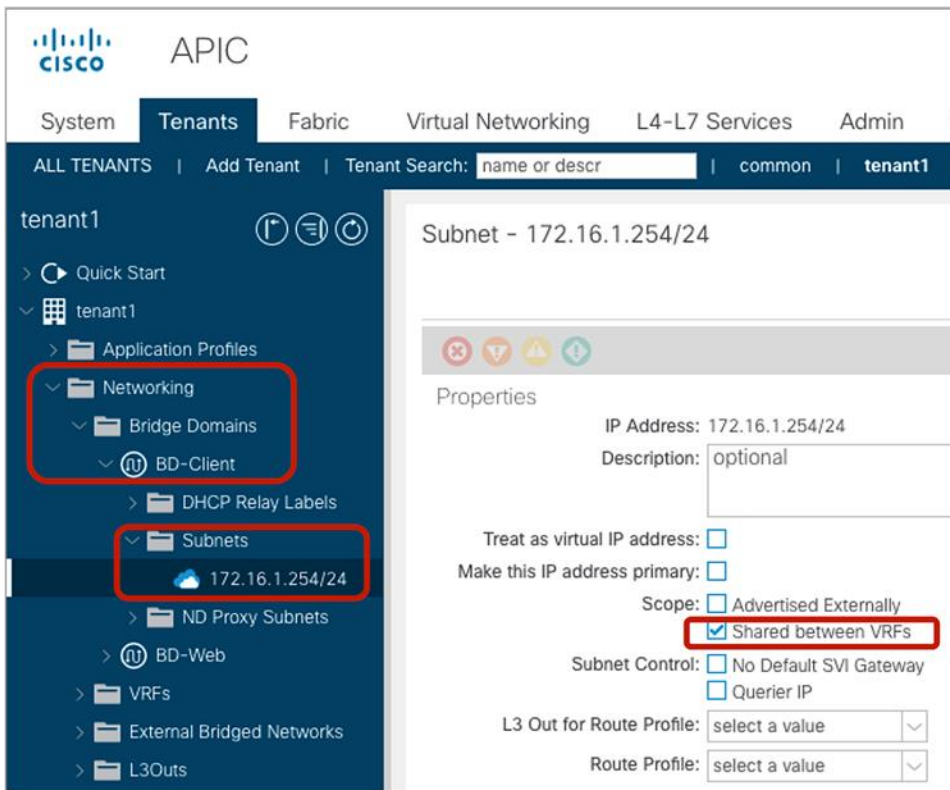 cisco APIC
System Tenants Fabric Virtual Networking L4-L7 Services Admin
ALL TENANTS | Add Tenant | Tenant Search: name or descr | common | tenant1
tenant1
Quick Start
tenant1
Application Profiles
Networking
Bridge Domains
BD-Client
DHCP Relay Labels
Subnets
172.16.1.254/24
ND Proxy Subnets
BD-Web
VRFs
External Bridged Networks
L3Outs
Subnet - 172.16.1.254/24
Properties
IP Address: 172.16.1.254/24
Description: optional
Treat as virtual IP address:
Make this IP address primary:
Scope: Advertised Externally
Shared between VRFs
Subnet Control: No Default SVI Gateway
Querier IP
L3 Out for Route Profile: select a value
Route Profile: select a value